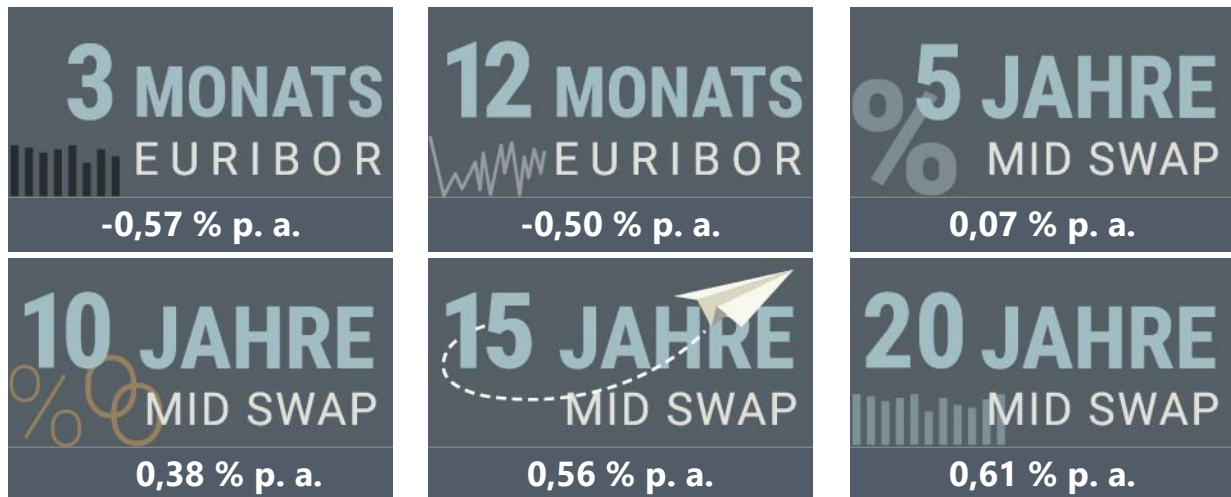 3 MONATS
EURIBOR
-0,57 % p. a.
12 MONATS
EURIBOR
-0,50 % p. a.
%
5 JAHRE
MID SWAP
0,07 % p. a.
10 JAHRE
%
MID SWAP
0,38 % p. a.
15 JAHRE
MID SWAP
0,56 % p. a.
20 JAHRE
MID SWAP
0,61 % p. a.